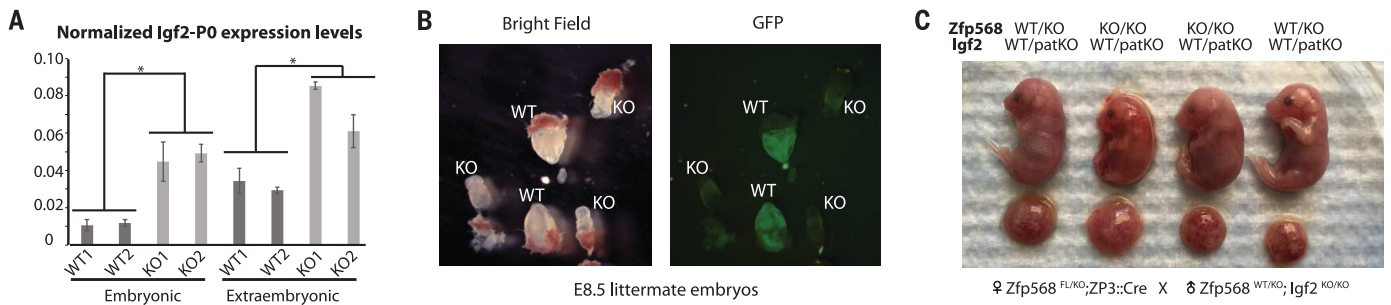 A
Normalized Igf2-P0 expression levels
0.10
0.08
0.06
0.04
0.02
0
*
*
WT1
WT2
KO1
KO2
WT1
WT2
KO1
KO2
Embryonic
Extraembryonic
B
Bright Field
GFP
WT
KO
KO
WT
KO
WT
KO
KO
WT
KO
E8.5 littermate embryos
C
Zfp568 WT/KO KO/KO KO/KO WT/KO
Igf2 WT/patKO WT/patKO WT/patKO WT/patKO
♀ Zfp568 FL/KO;ZP3::Cre X ♂ Zfp568 WT/KO; Igf2 KO/KO